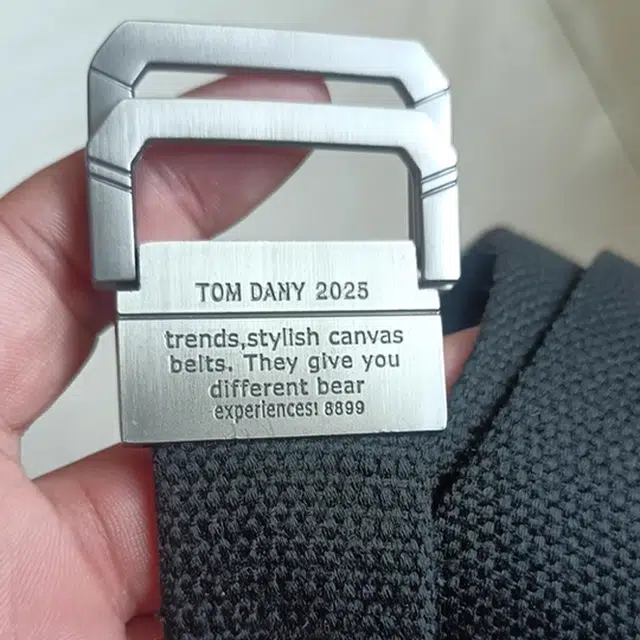 TOM DANY 2025
trends,stylish canvas
belts. They give you
different bear
experiences! 8899